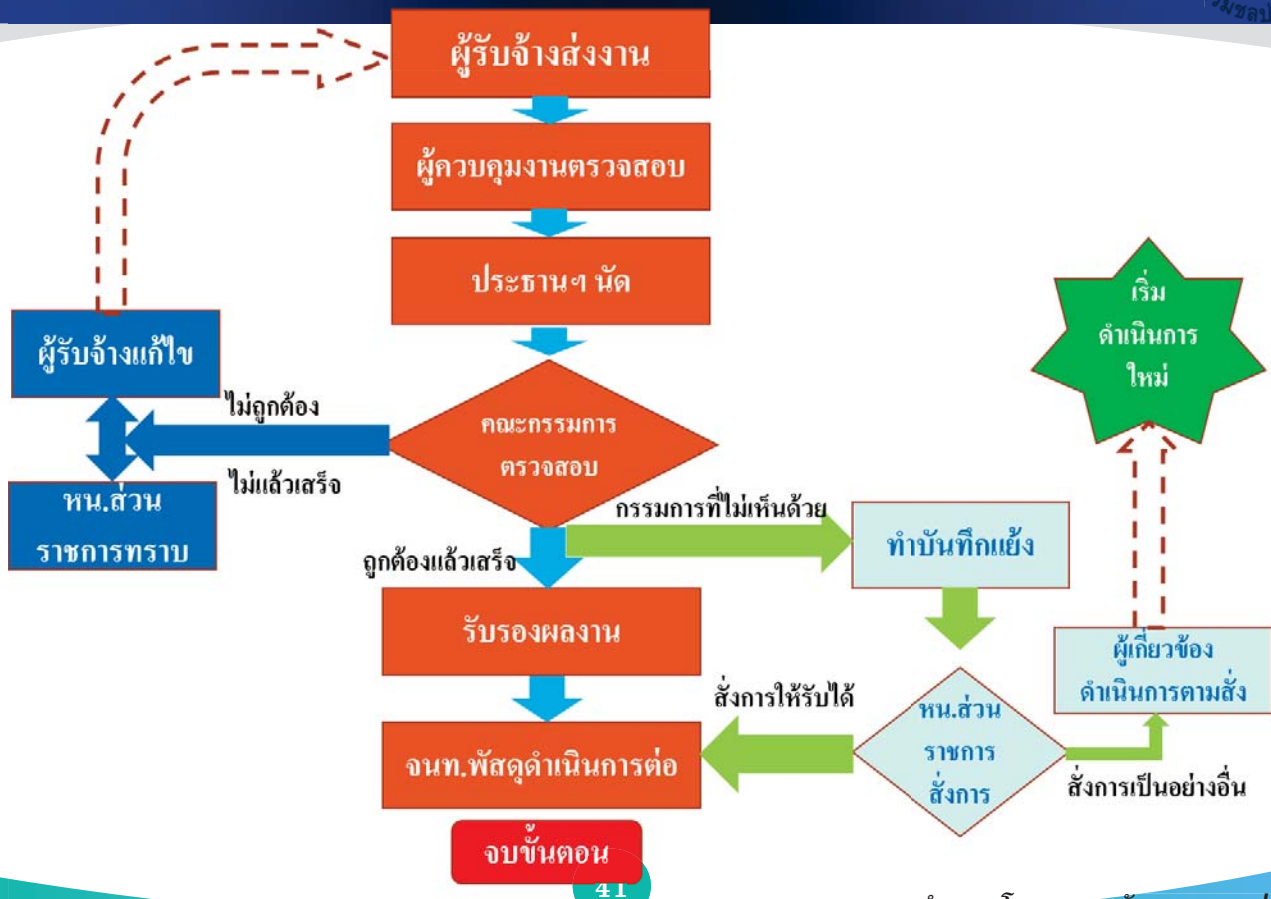 ผู้รับจ้างส่งงาน
ผู้ควบคุมงานตรวจสอบ
ประธานฯ นัด
เริ่ม
ดำเนินการ
ใหม่
ผู้รับจ้างแก้ไข
ไม่ถูกต้อง
คณะกรรมการ
ตรวจสอบ
ไม่แล้วเสร็จ
หน.ส่วน
ราชการทราบ
กรรมการที่ไม่เห็นด้วย
ทำบันทึกแย้ง
ถูกต้องแล้วเสร็จ
รับรองผลงาน
ผู้เกี่ยวข้อง
ดำเนินการตามสั่ง
สั่งการให้รับได้
หน.ส่วน
ราชการ
สั่งการ
จนท.พัสดุดำเนินการต่อ
สั่งการเป็นอย่างอื่น
จบขั้นตอน
41